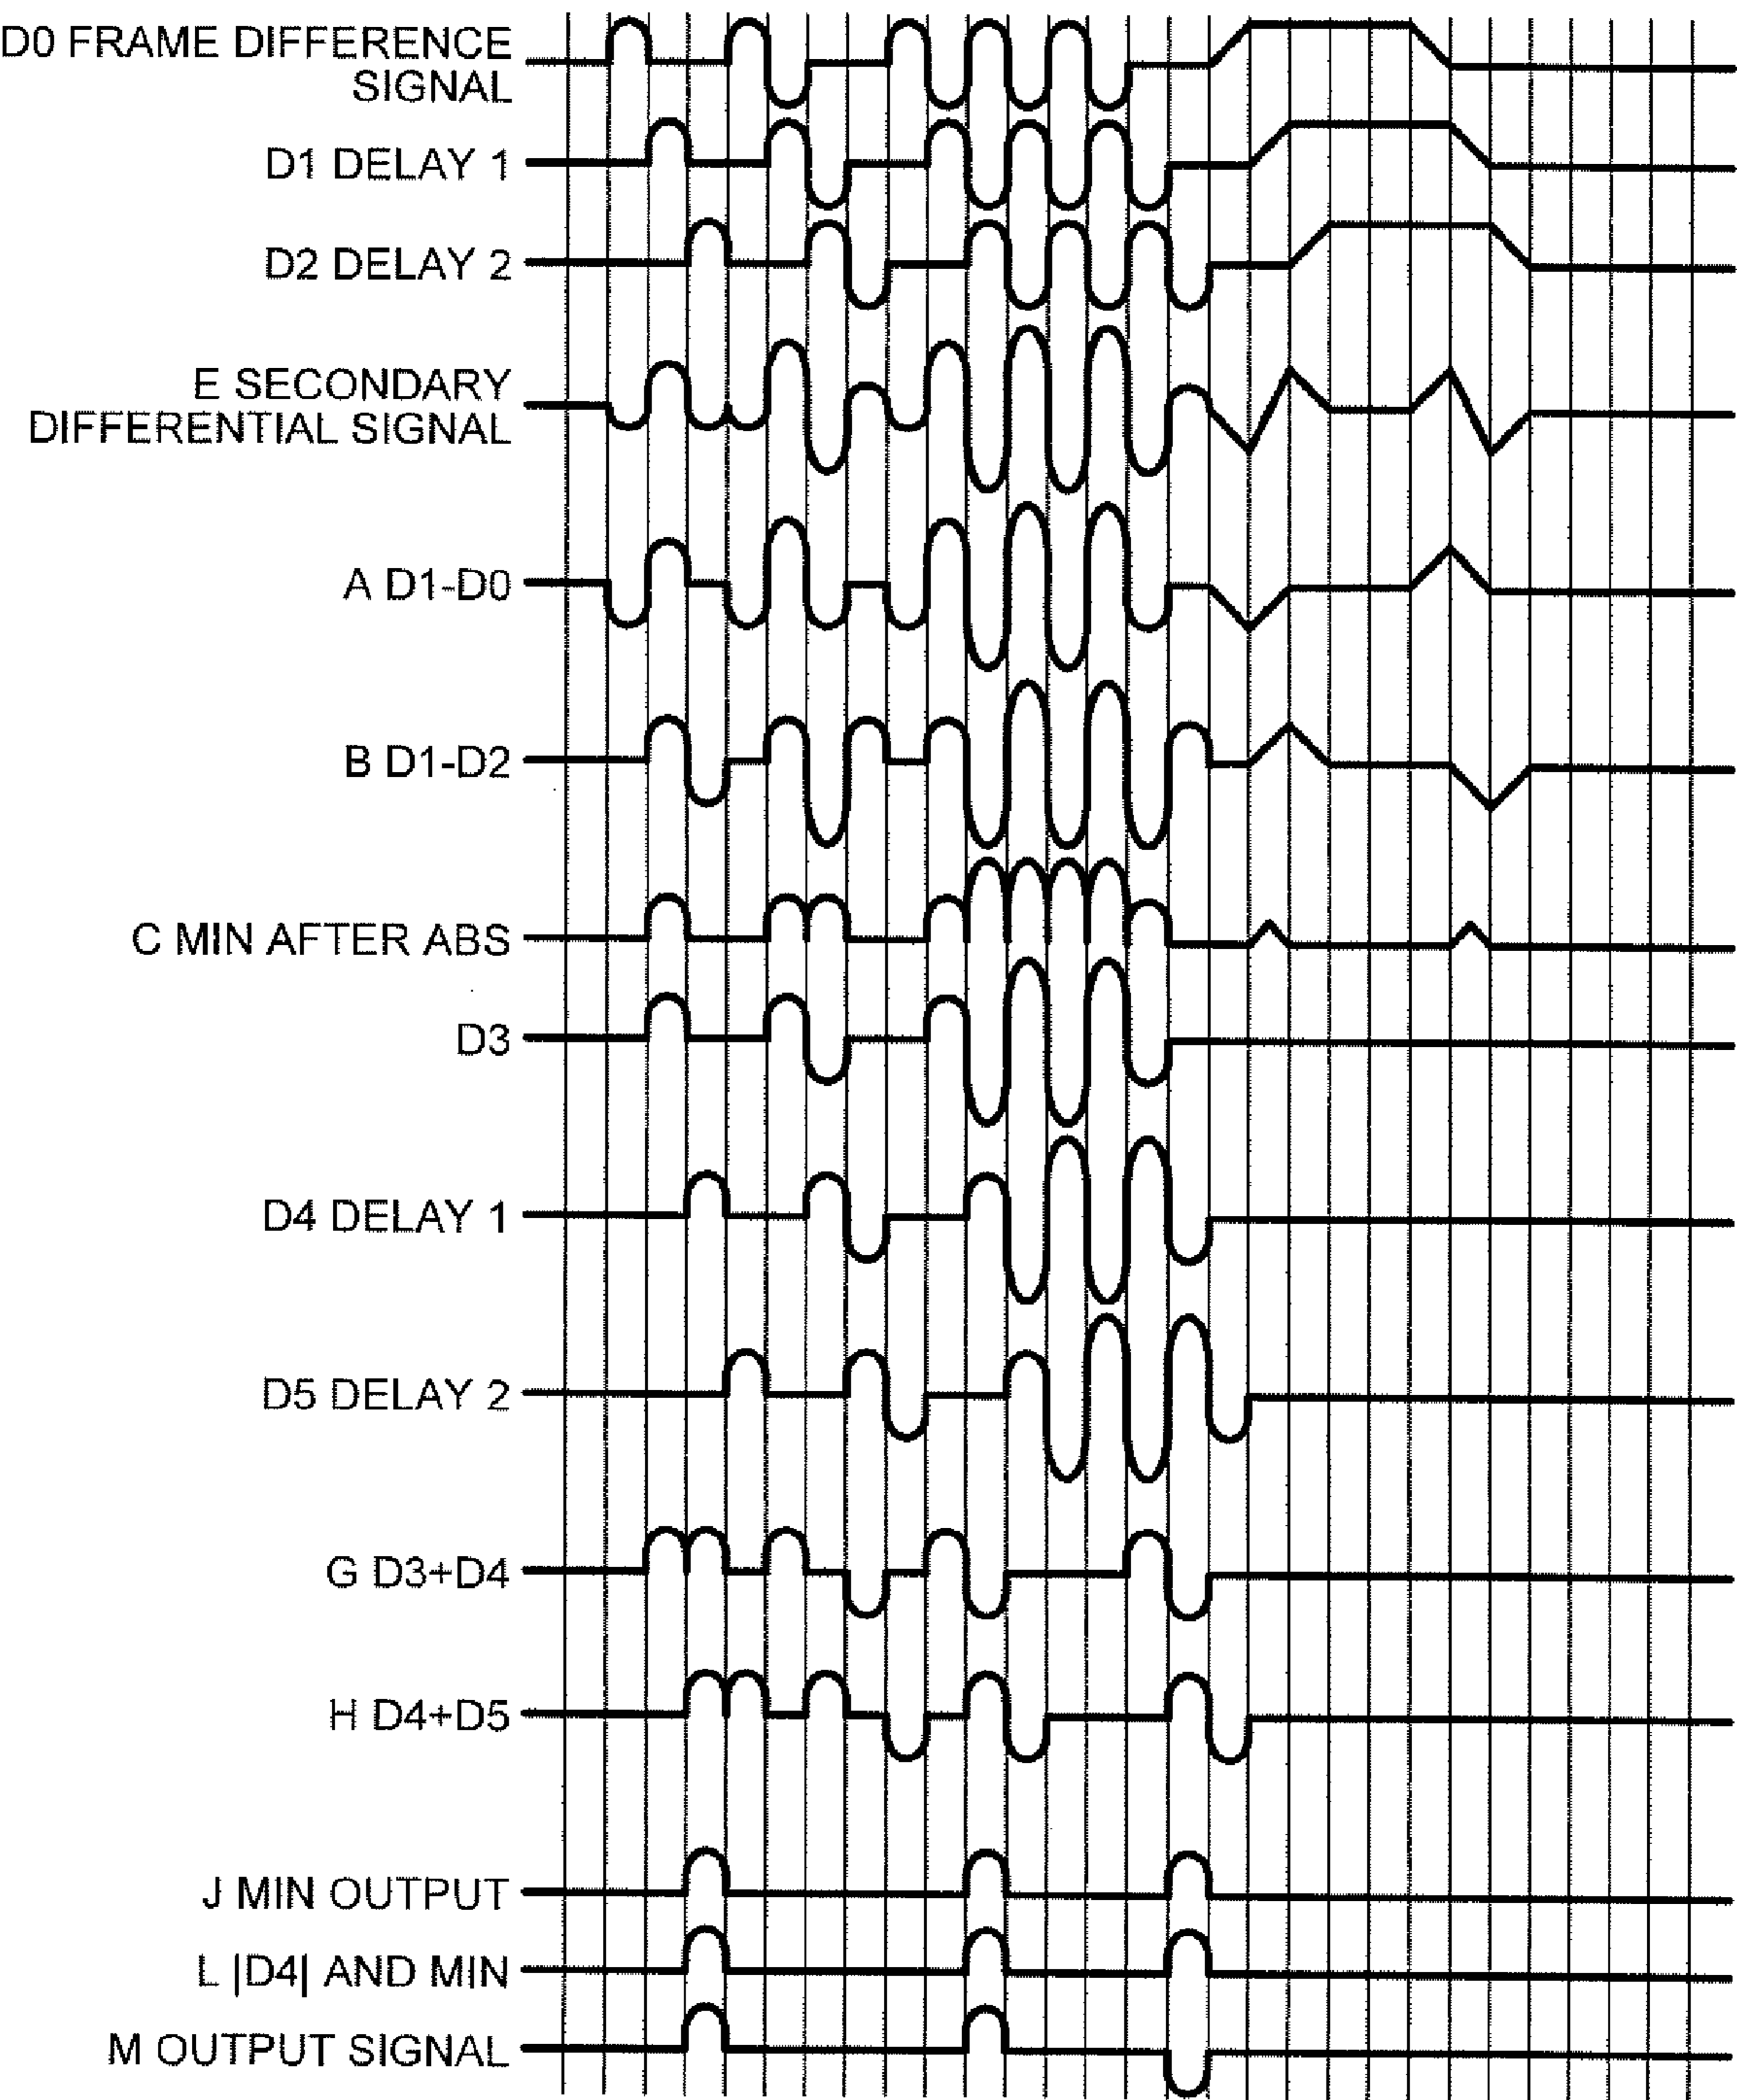 D0 FRAME DIFFERENCE
SIGNAL
D1 DELAY 1
D2 DELAY 2
E SECONDARY
DIFFERENTIAL SIGNAL
A D1-D0
B D1-D2
C MIN AFTER ABS
D3
D4 DELAY 1
D5 DELAY 2
G D3+D4
H D4+D5
J MIN OUTPUT
L |D4| AND MIN
M OUTPUT SIGNAL